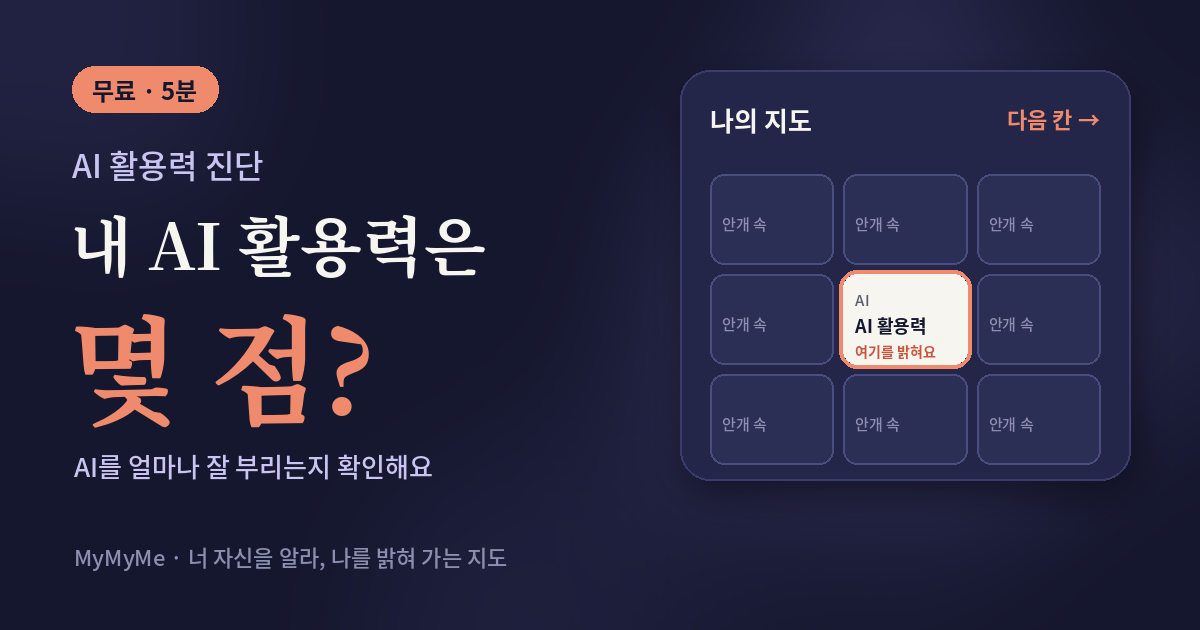 무료 · 5분
AI 활용력 진단
내 AI 활용력은
몇 점?
AI를 얼마나 잘 부리는지 확인해요
MyMyMe · 너 자신을 알라, 나를 밝혀 가는 지도
나의 지도
다음 칸 →
안개 속
안개 속
안개 속
안개 속
AI
AI 활용력
여기를 밝혀요
안개 속
안개 속
안개 속
안개 속